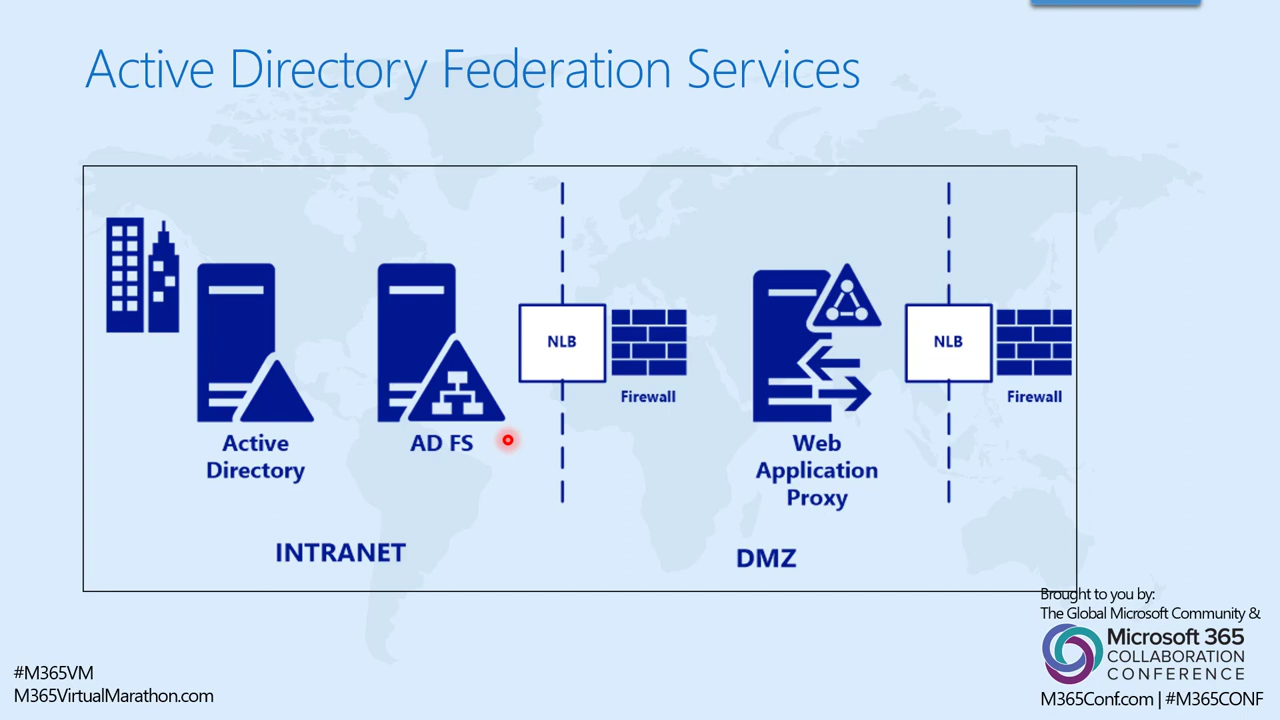 Active Directory Federation Services
NLB
Firewall
NLB
Firewall
Active
Directory
AD FS
Web
Application
Proxy
INTRANET
DMZ
Brought to you by:
The Global Microsoft Community &
Microsoft 365
COLLABORATION
CONFERENCE
M365Conf.com | #M365CONF
#M365VM
M365VirtualMarathon.com